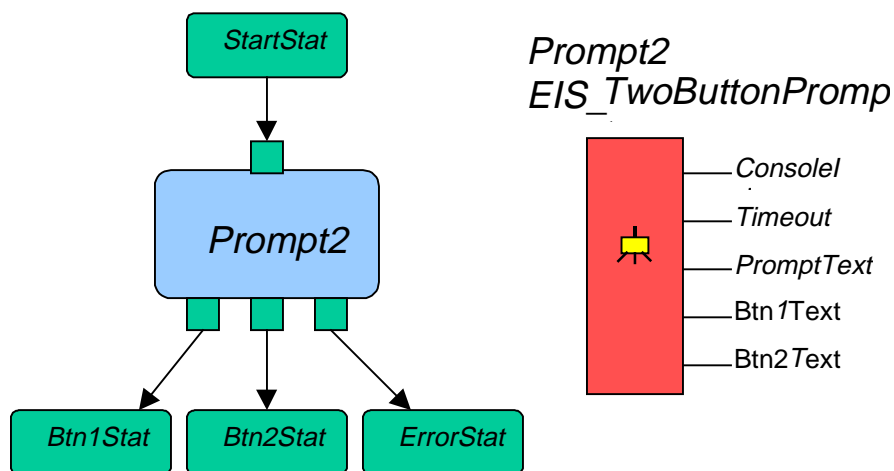 StartStat
Prompt2
EIS_TwoButtonPromp
Prompt2
ConsoleI
Timeout
PromptText
Btn1Text
Btn2Text
Btn1Stat
Btn2Stat
ErrorStat